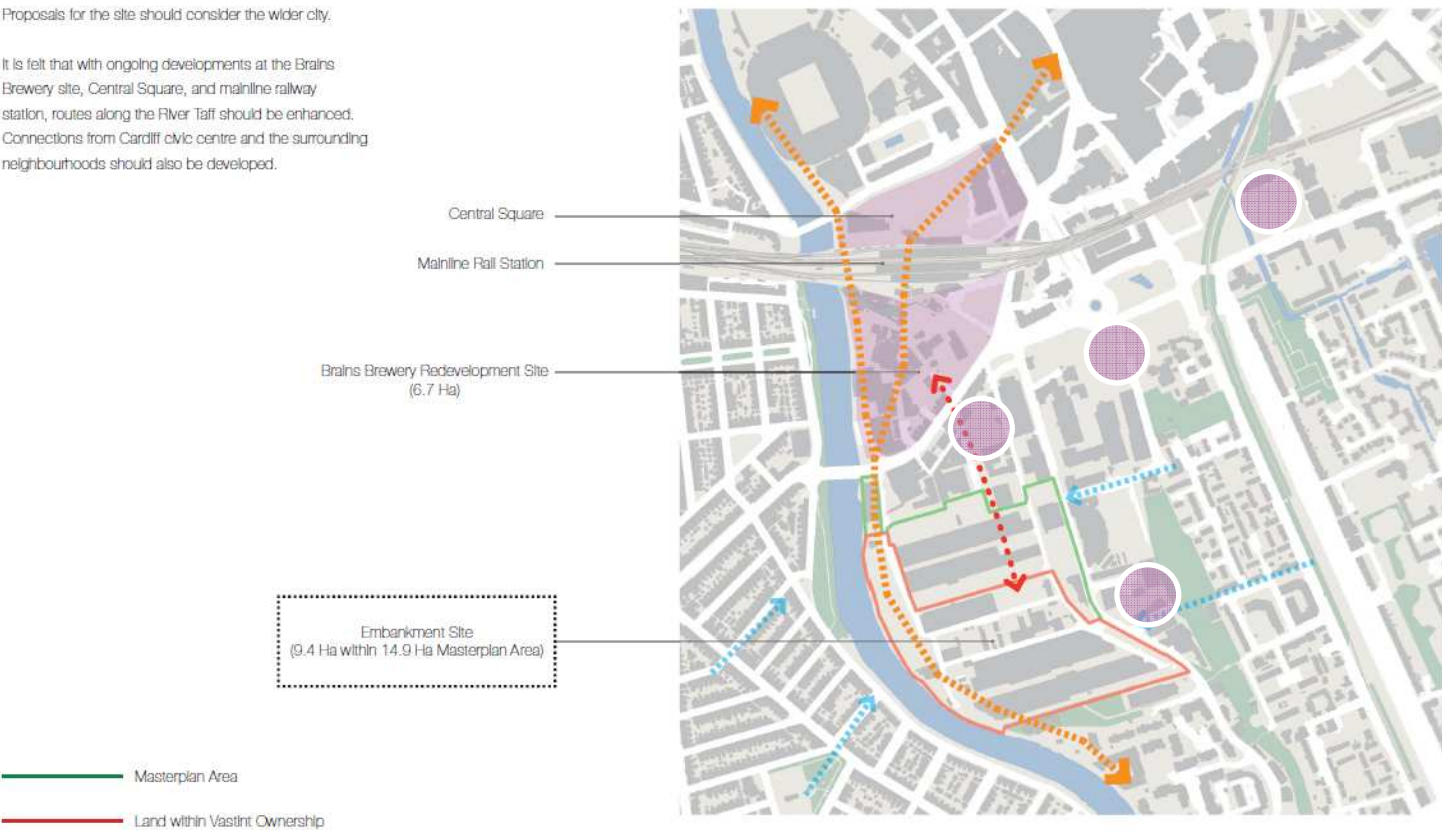 Proposals for the site should consider the wider city.
It is felt that with ongoing developments at the Brains
Brewery site, Central Square, and mainline railway
station, routes along the River Taff should be enhanced.
Connections from Cardiff civic centre and the surrounding
neighbourhoods should also be developed.
Central Square
Mainline Rail Station
Brains Brewery Redevelopment Site
(6.7 Ha)
Embankment Site
(9.4 Ha within 14.9 Ha Masterplan Area)
Masterplan Area
Land within Vastint Ownership